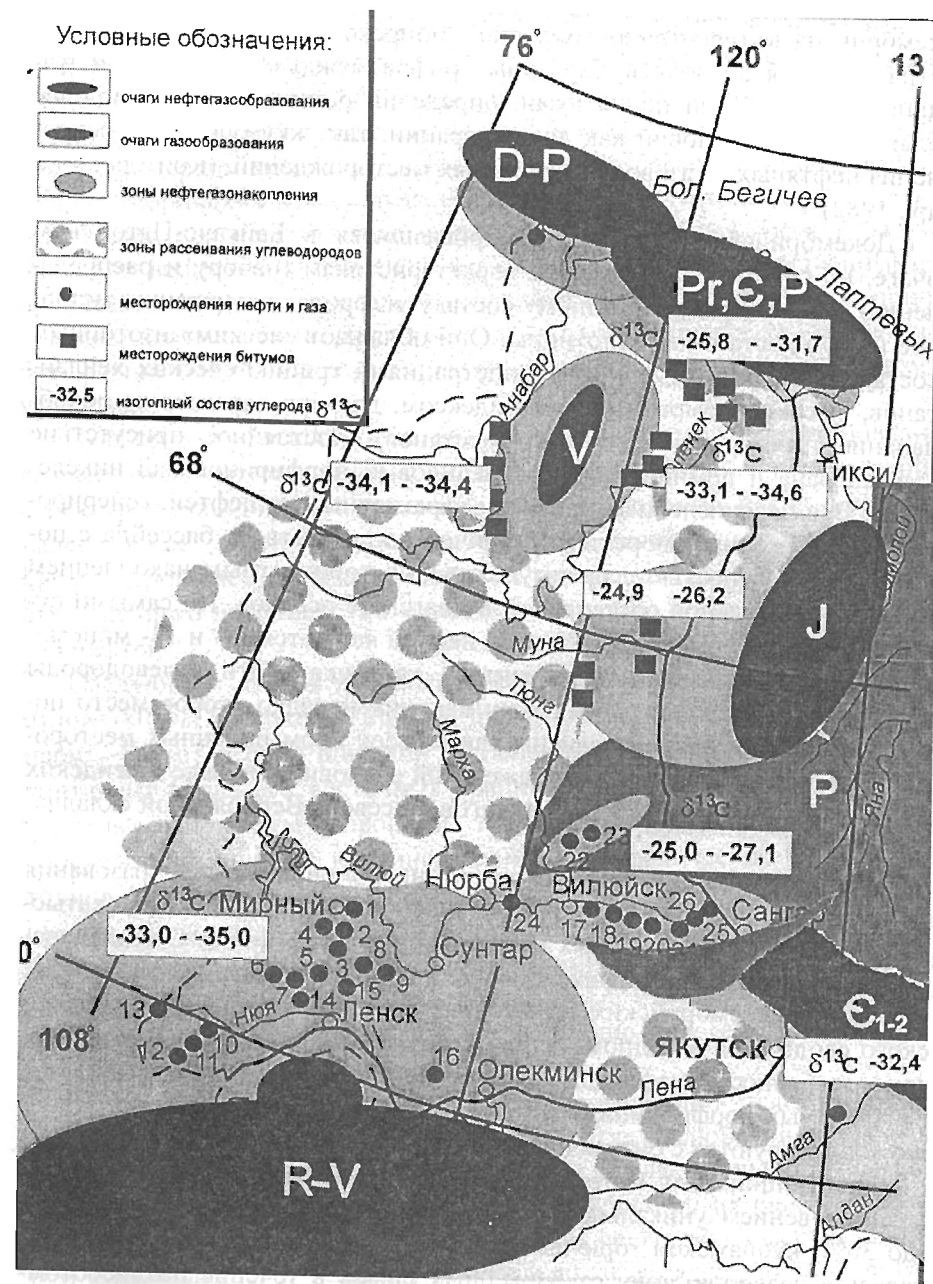 Условные обозначения:
очаги нефтегазообразования
очаги газообразования
зоны нефтегазонакопления
зоны рассеивания углеводородов
месторождения нефти и газа
месторождения битумов
-32,5 изотопный состав углерода δ¹³C
76°
120°
13
D-P
Бол. Бегичев
Лаптевых
Pr,Є,P
δ¹³C -25,8 - -31,7
Анабар
V
δ¹³C
-33,1 - -34,6
Тикси
68°
δ¹³C -34,1 - -34,4
-24,9 -26,2
J
Муна
Тюнг
Марха
P
Яна
δ¹³C
-25,0 - -27,1
22
23
Вилюй
Нюрба
Вилюйск
24
17
18
19
20
26
25
δ¹³C
-33,0 - -35,0
Мирный
1
4
2
5
3
8
6
7
14
15
9
Сунтар
0°
13
Нюя
Ленск
108°
12
11
10
16
Олекминск
Лена
ЯКУТСК
Є₁₋₂
δ¹³C -32,4
Амга
Алдан
R–V